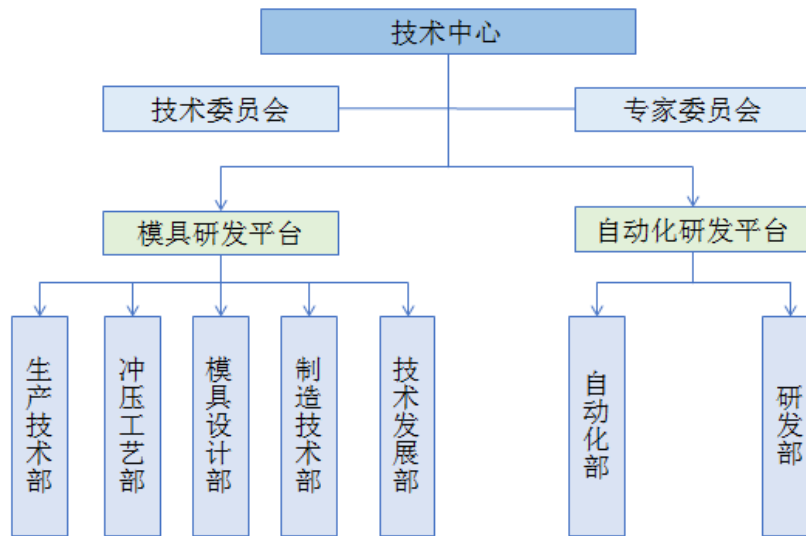 技术中心
技术委员会
专家委员会
模具研发平台
自动化研发平台
生产技术部
冲压工艺部
模具设计部
制造技术部
技术发展部
自动化部
研发部